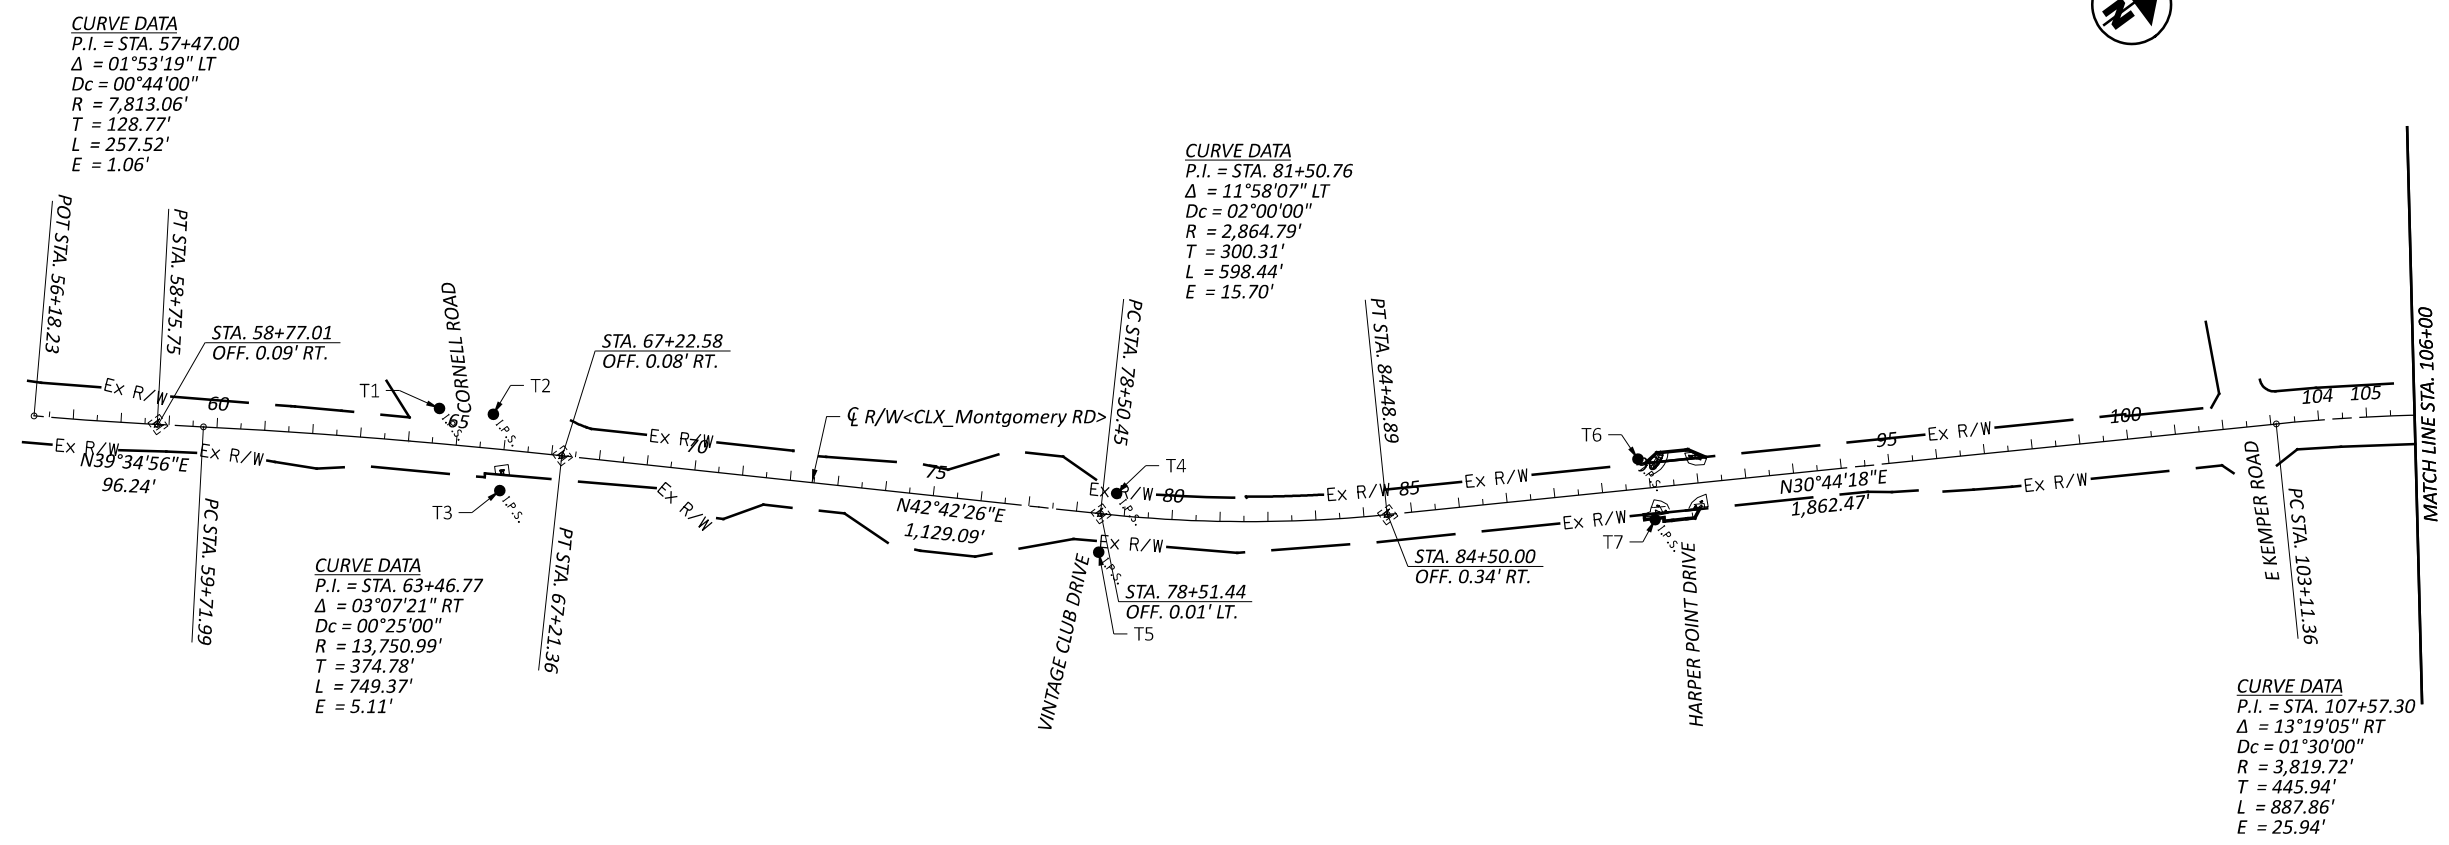 CURVE DATA
P.I. = STA. 57+47.00
Δ = 01°53'19" LT
Dc = 00°44'00"
R = 7,813.06'
T = 128.77'
L = 257.52'
E = 1.06'
N
CURVE DATA
P.I. = STA. 81+50.76
Δ = 11°58'07" LT
Dc = 02°00'00"
R = 2,864.79'
T = 300.31'
L = 598.44'
E = 15.70'
POT STA. 56+18.23
PT STA. 58+75.75
STA. 58+77.01
OFF. 0.09' RT.
CORNELL ROAD
STA. 67+22.58
OFF. 0.08' RT.
PC STA. 78+50.45
PT STA. 84+48.89
MATCH LINE STA. 106+00
Ex R/W
60
T1
I.P.S.
65
T2
I.P.S.
Ex R/W
70
℄ R/W<CLX_Montgomery RD>
75
T4
I.P.S.
Ex R/W
80
Ex R/W
85
Ex R/W
T6
I.P.S.
90
95
Ex R/W
100
104
105
Ex R/W
N39°34'56"E
96.24'
Ex R/W
PC STA. 59+71.99
T3
I.P.S.
PT STA. 67+21.36
Ex R/W
N42°42'26"E
1,129.09'
Ex R/W
I.P.S.
T5
VINTAGE CLUB DRIVE
STA. 78+51.44
OFF. 0.01' LT.
STA. 84+50.00
OFF. 0.34' RT.
Ex R/W
T7
I.P.S.
HARPER POINT DRIVE
N30°44'18"E
1,862.47'
Ex R/W
E KEMPER ROAD
PC STA. 103+11.36
CURVE DATA
P.I. = STA. 63+46.77
Δ = 03°07'21" RT
Dc = 00°25'00"
R = 13,750.99'
T = 374.78'
L = 749.37'
E = 5.11'
CURVE DATA
P.I. = STA. 107+57.30
Δ = 13°19'05" RT
Dc = 01°30'00"
R = 3,819.72'
T = 445.94'
L = 887.86'
E = 25.94'